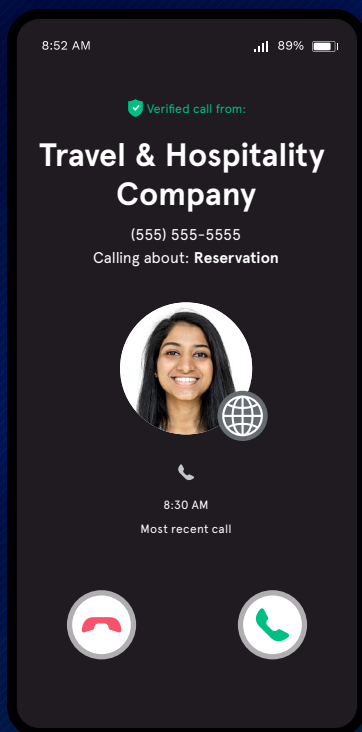 8:52 AM 89%
Verified call from:
Travel & Hospitality
Company
(555) 555-5555
Calling about: Reservation
8:30 AM
Most recent call